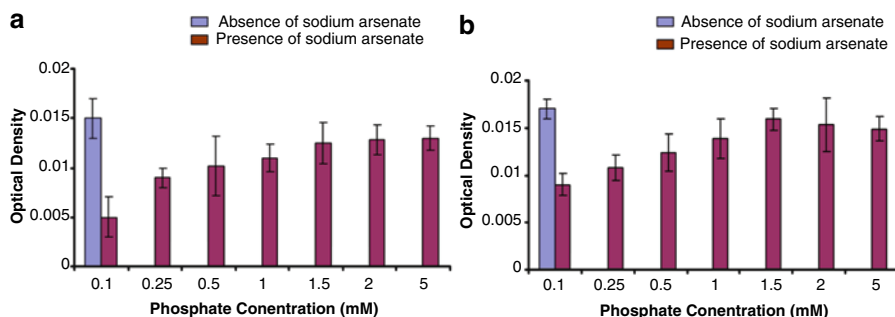 a
Absence of sodium arsenate
Presence of sodium arsenate
0.02
0.015
0.01
0.005
0
Optical Density
0.1 0.25 0.5 1 1.5 2 5
Phosphate Conentration (mM)
b
Absence of sodium arsenate
Presence of sodium arsenate
0.02
0.015
0.01
0.005
0
Optical Density
0.1 0.25 0.5 1 1.5 2 5
Phosphate Conentration (mM)